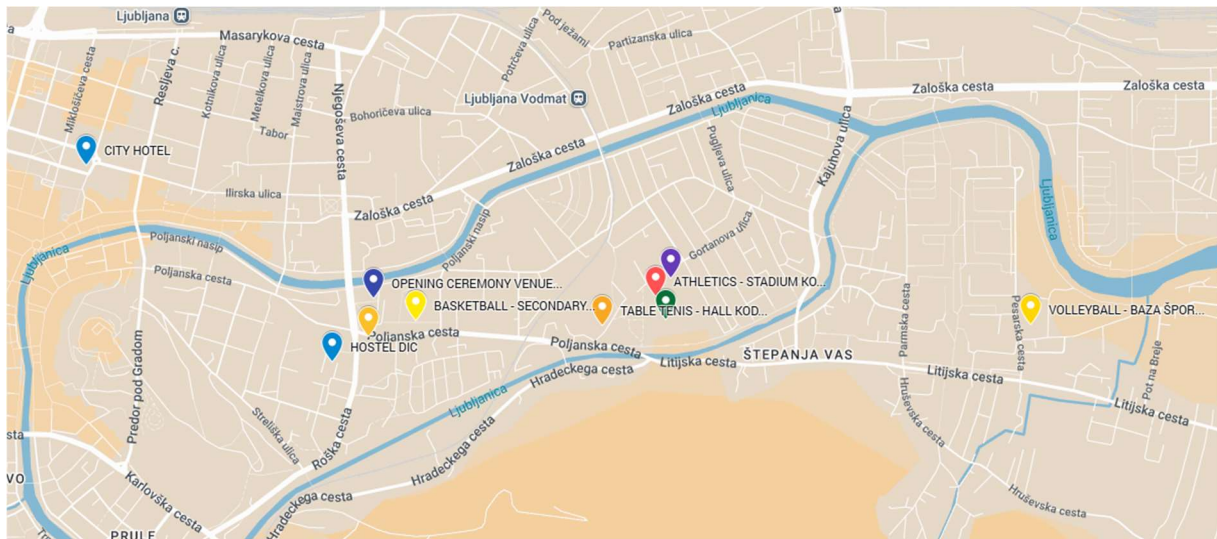 Ljubljana
Masarykova cesta
Pod ježami
Partizanska ulica
Potrčeva ulica
Miklošičeva cesta
Resljeva c.
Kotnikova ulica
Metelkova ulica
Maistrova ulica
Tabor
Njegoševa cesta
Bohoričeva ulica
Ljubljana Vodmat
Zaloška cesta
Ljubljanica
Zaloška cesta
Zaloška cesta
CITY HOTEL
Zaloška cesta
Pugljeva ulica
Kajuhova ulica
Ilirska ulica
Zaloška cesta
Ljubljanica
Ljubljanica
Poljanski nasip
Poljanski nasip
Gortanova ulica
Poljanska cesta
OPENING CEREMONY VENUE...
ATHLETICS - STADIUM KO...
BASKETBALL - SECONDARY...
TABLE TENIS - HALL KOD...
VOLLEYBALL - BAZA ŠPOR...
Parmska cesta
Pesarska cesta
Poljanska cesta
HOSTEL DIC
Poljanska cesta
Litijska cesta
ŠTEPANJA VAS
Litijska cesta
Pot na Breje
Litijska cesta
Predor pod Gradom
Hradeckega cesta
Ljubljanica
Streliška ulica
Roška cesta
Hradeckega cesta
Hruševska cesta
Karlovška cesta
Hradeckega cesta
Hruševska cesta
PRULE